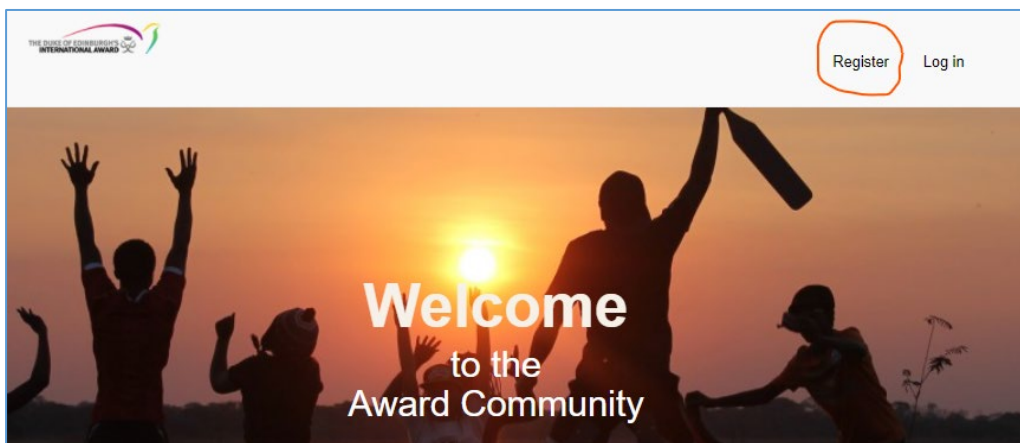 THE DUKE OF EDINBURGH'S
INTERNATIONAL AWARD
Register Log in
Welcome
to the
Award Community